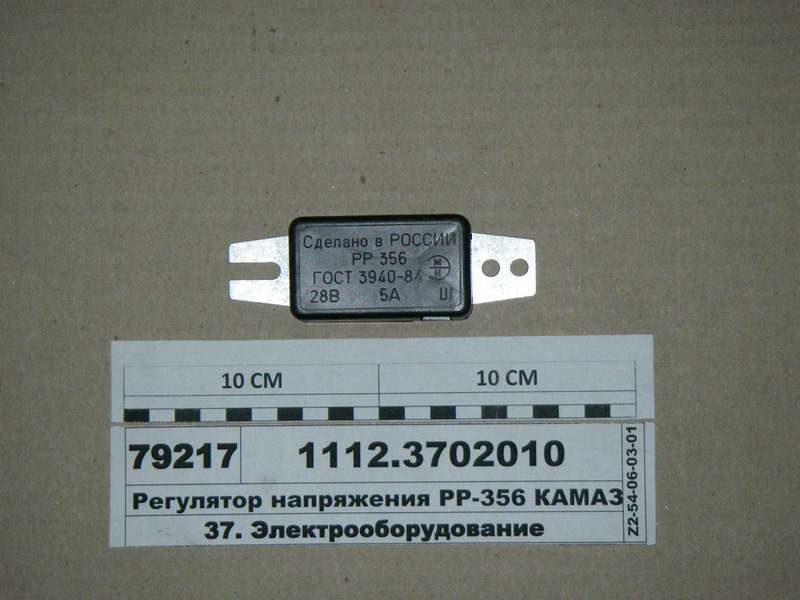 Сделано в РОССИИ
РР 356
ГОСТ 3940-84
М
И
28В 5А Ш
10 СМ 10 СМ
79217 1112.3702010
Регулятор напряжения РР-356 КАМАЗ
37. Электрооборудование
Z2-54-06-03-01